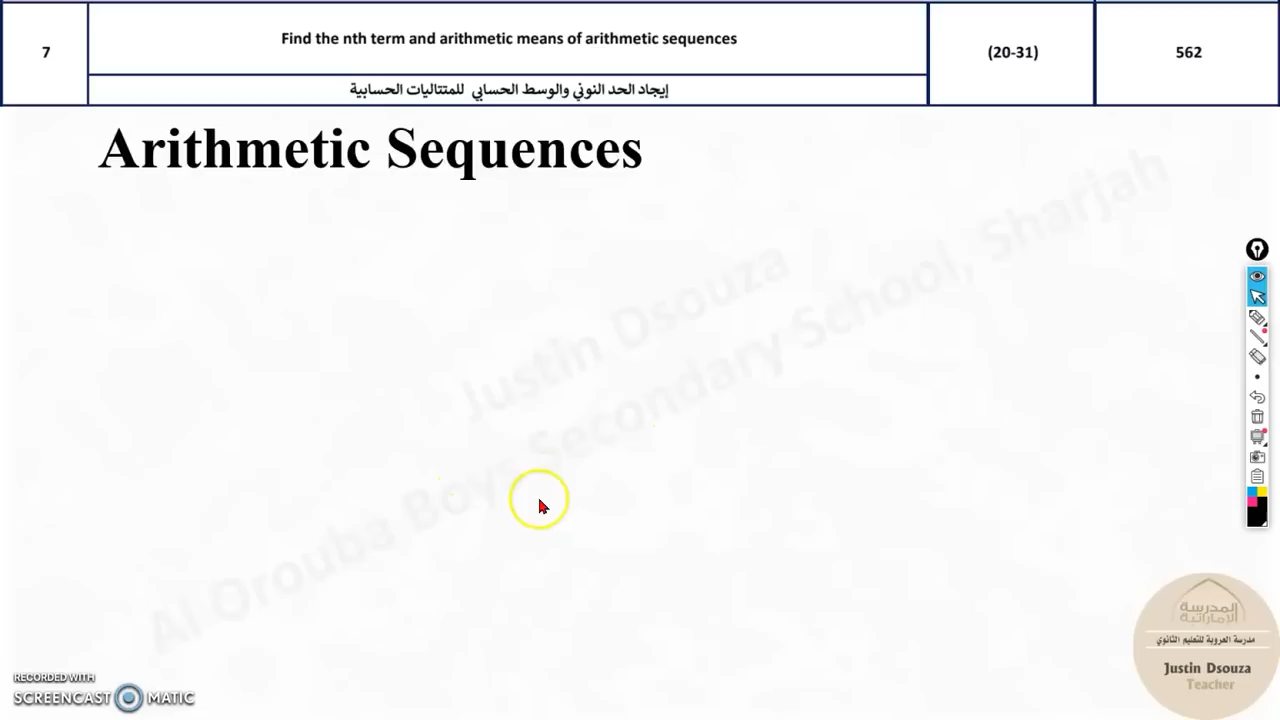 7
Find the nth term and arithmetic means of arithmetic sequences
(20-31)
562
إيجاد الحد النوني والوسط الحسابي للمتتاليات الحسابية
Arithmetic Sequences
Justin Dsouza
Al Orouba Boys Secondary School, Sharjah
المدرسة
الإماراتية
مدرسة العروبة للتعليم الثانوي
Justin Dsouza
Teacher
RECORDED WITH
SCREENCAST MATIC